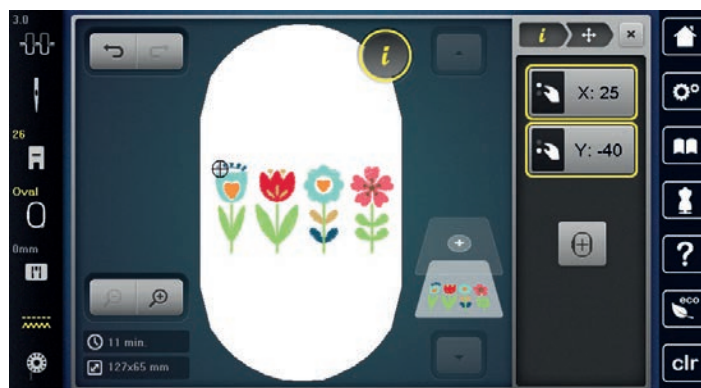 3.0
26
Oval
0mm
i
i
X: 25
Y: -40
11 min.
127x65 mm
?
eco
clr